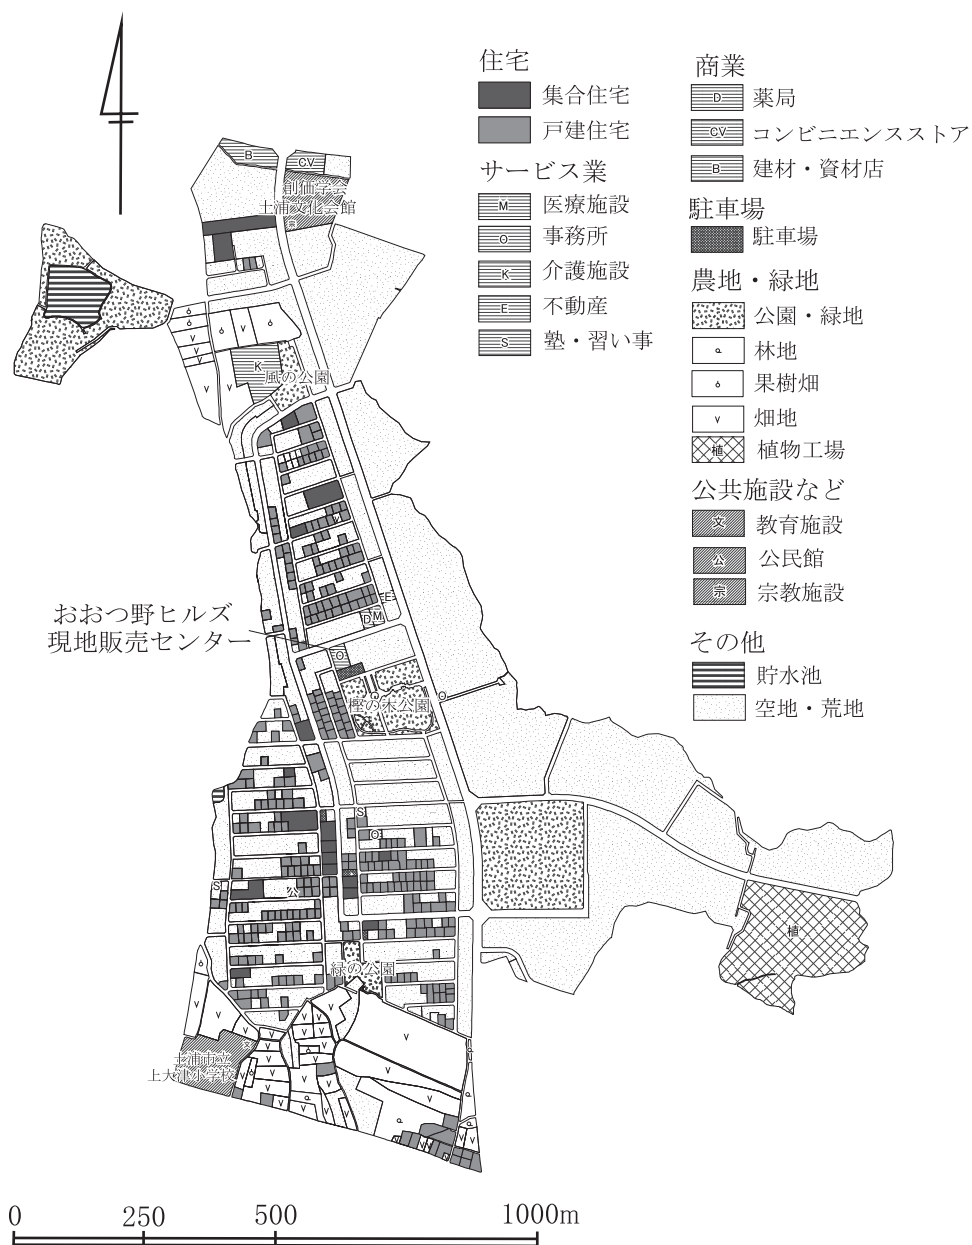 住宅
集合住宅
戸建住宅
サービス業
M 医療施設
O 事務所
K 介護施設
E 不動産
S 塾・習い事
商業
D 薬局
CV コンビニエンスストア
B 建材・資材店
駐車場
駐車場
農地・緑地
公園・緑地
林地
果樹畑
v 畑地
植 植物工場
公共施設など
文 教育施設
公 公民館
宗 宗教施設
その他
貯水池
空地・荒地
B
CV
創価学会
土浦文化会館
宗
K
風の公園
E
D M
おおつ野ヒルズ
現地販売センター
O
樫の木公園
O
S
O
S
公
植
緑の公園
文
土浦市立
上大津小学校
0 250 500 1000m